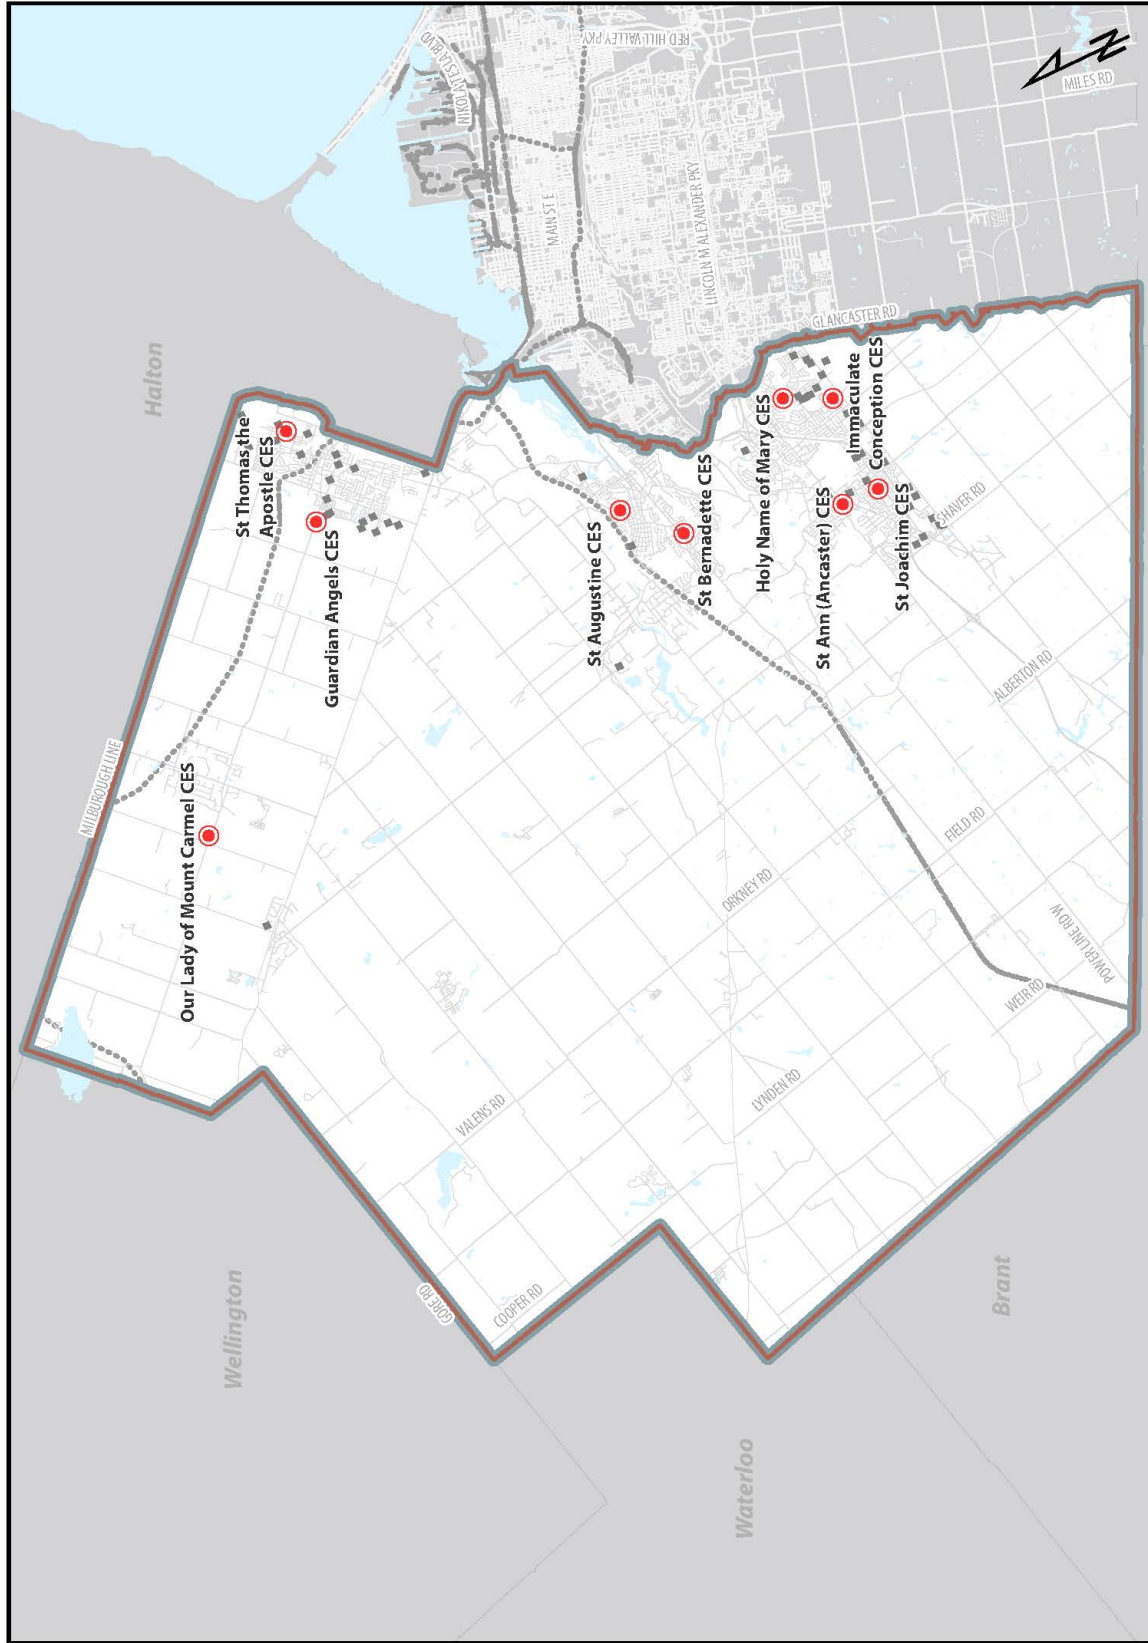 Halton
Wellington
Waterloo
Brant
MILBOROUGH LINE
NIKOLA TESLA BLVD
RED HILL VALLEY PKY
MAIN ST E
LINCOLN M ALEXANDER PKY
MILES RD
GLANCASTER RD
St Thomas the
Apostle CES
Guardian Angels CES
Our Lady of Mount Carmel CES
St Augustine CES
St Bernadette CES
Holy Name of Mary CES
Immaculate
Conception CES
St Ann (Ancaster) CES
St Joachim CES
SHAVER RD
ALBERTON RD
FIELD RD
ORKNEY RD
POWER LINE RD W
WEIR RD
LYNDEN RD
VALENS RD
GORE RD
COOPER RD
N